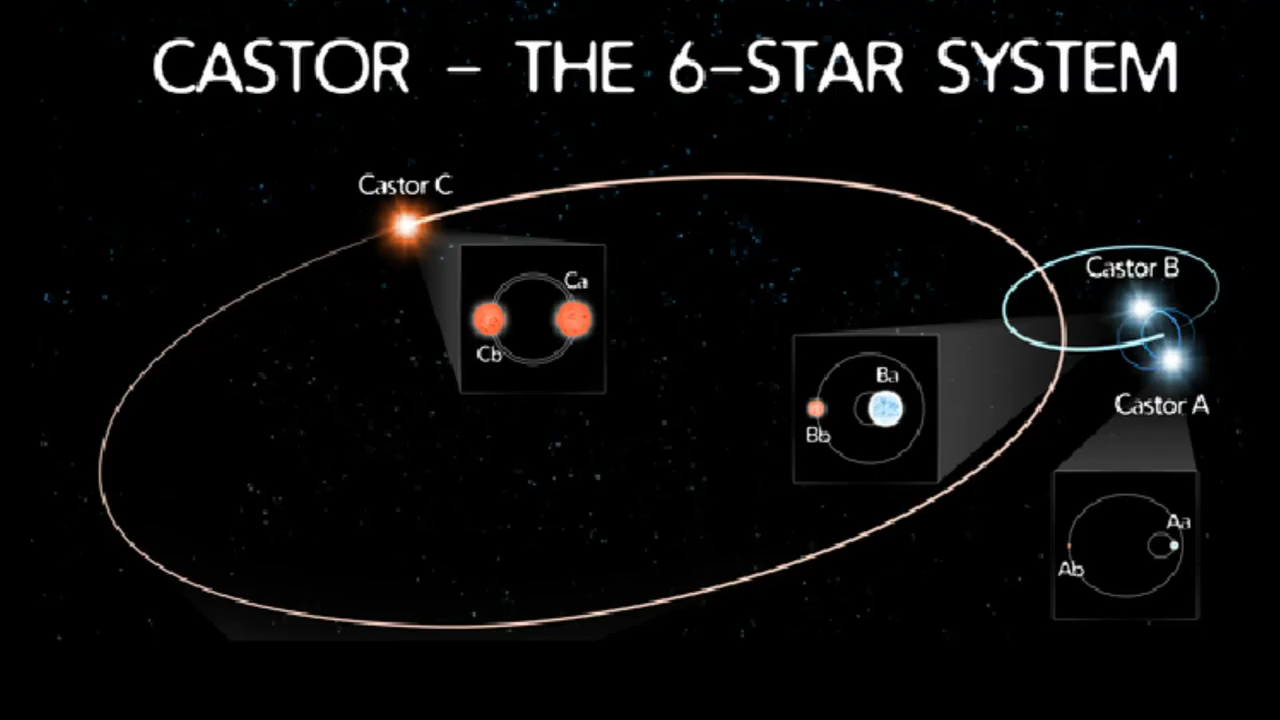 CASTOR - THE 6-STAR SYSTEM
Castor C
Ca
Cb
Castor B
Castor A
Ba
Bb
Aa
Ab